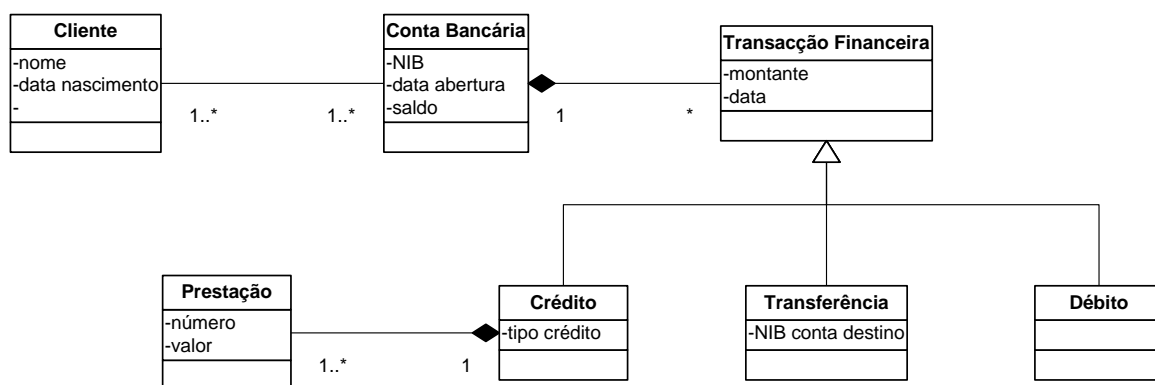 Cliente
-nome
-data nascimento
-
1..*
1..*
Conta Bancária
-NIB
-data abertura
-saldo
1
*
Transacção Financeira
-montante
-data
Prestação
-número
-valor
1..*
1
Crédito
-tipo crédito
Transferência
-NIB conta destino
Débito